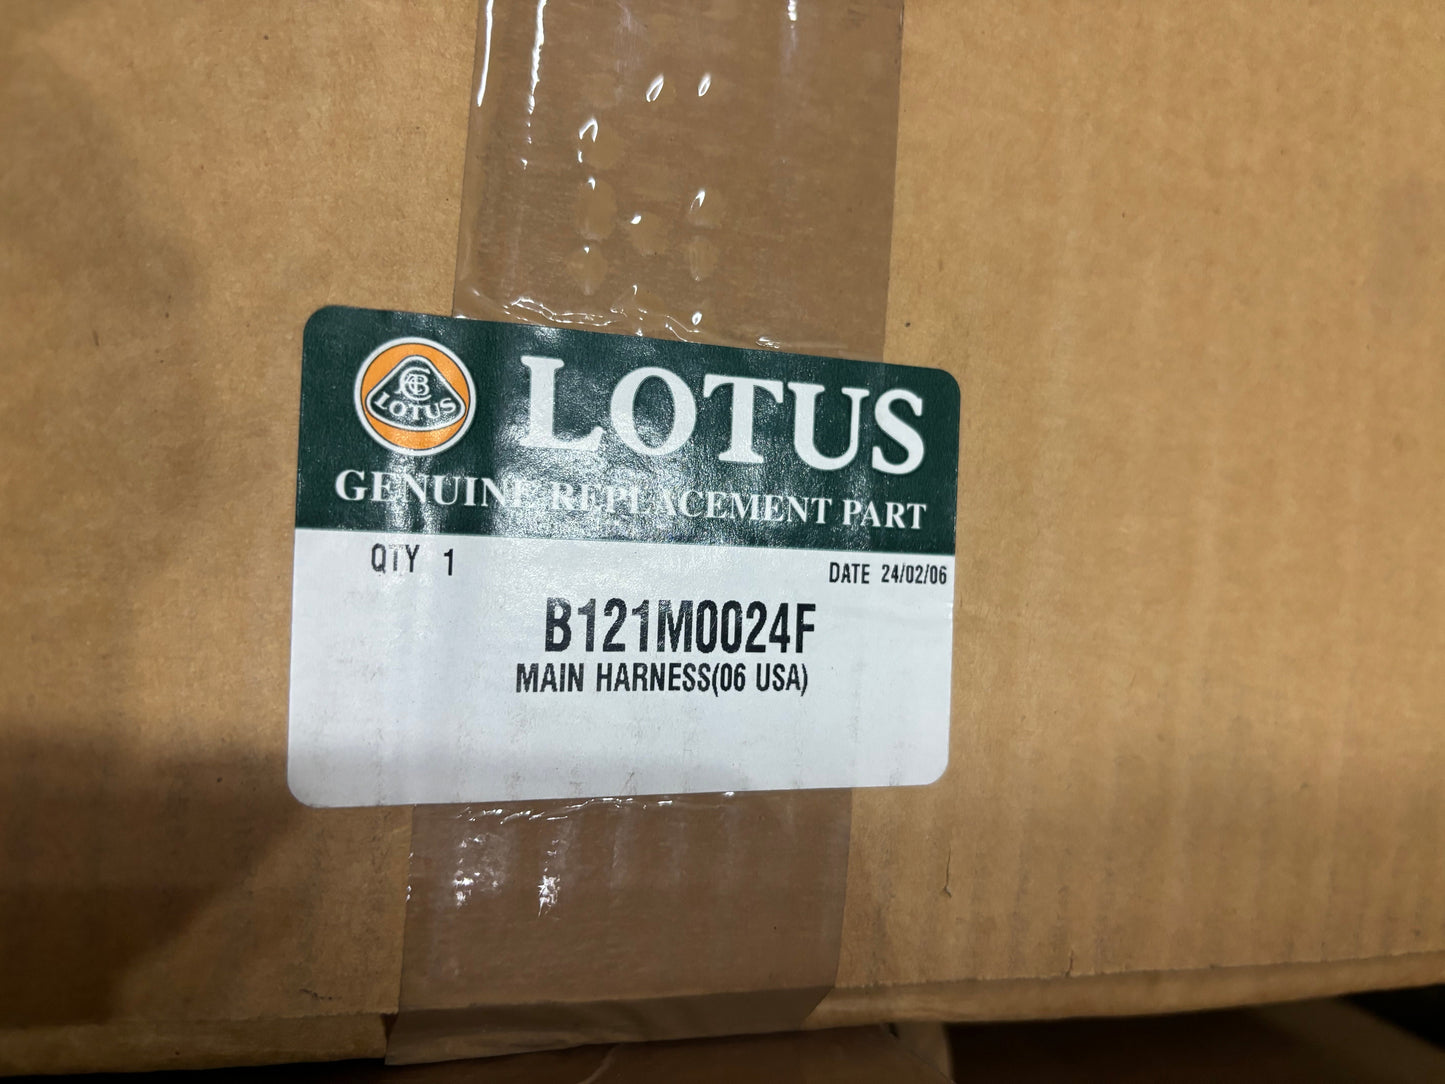 LOTUS
LOTUS
GENUINE REPLACEMENT PART
QTY 1
DATE 24/02/06
B121M0024F
MAIN HARNESS(06 USA)